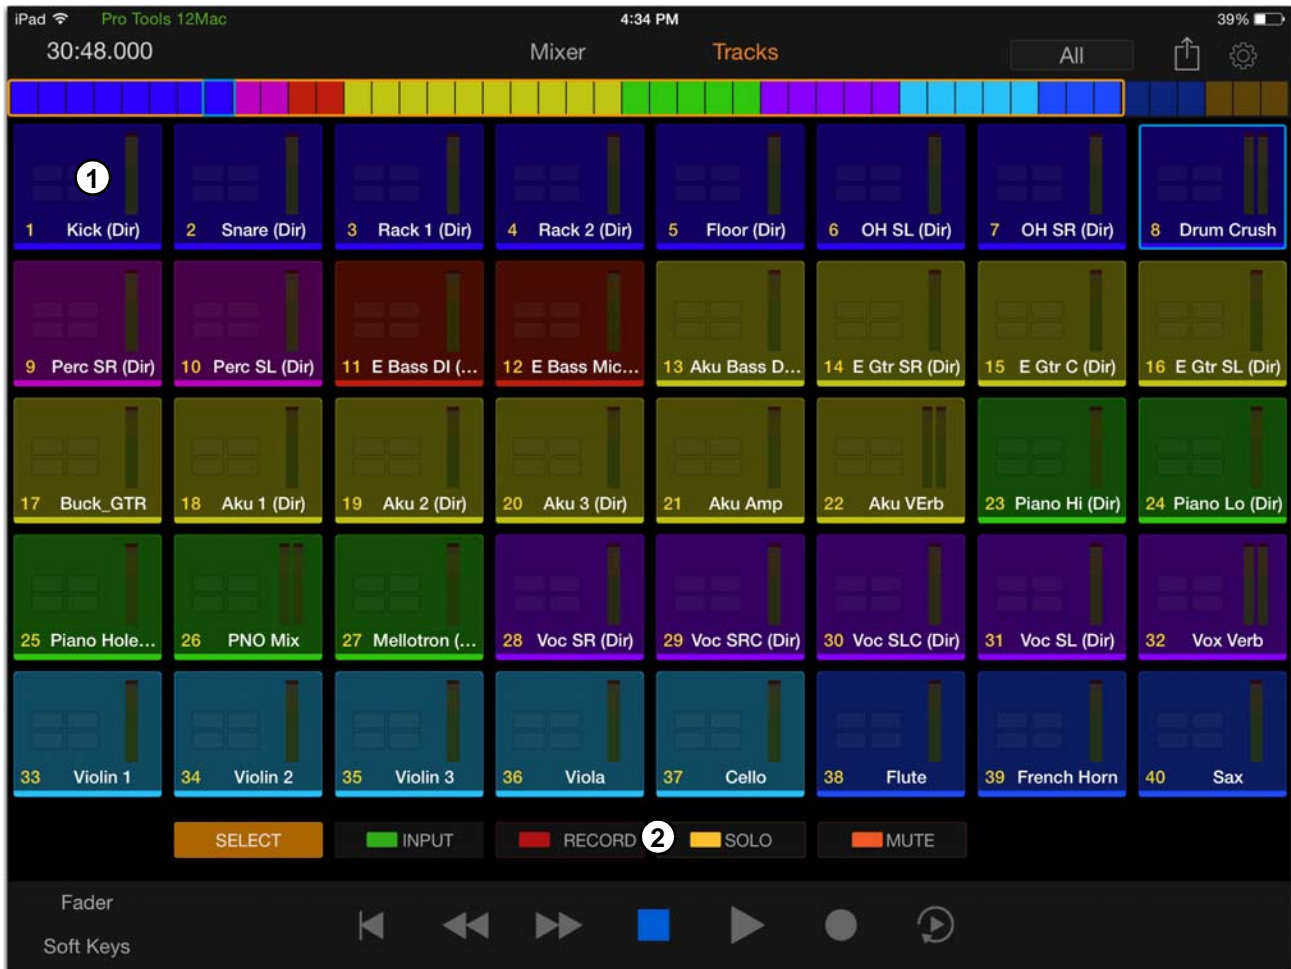 iPad Pro Tools 12Mac 4:34 PM 39%
30:48.000 Mixer Tracks All
1
1 Kick (Dir) 2 Snare (Dir) 3 Rack 1 (Dir) 4 Rack 2 (Dir) 5 Floor (Dir) 6 OH SL (Dir) 7 OH SR (Dir) 8 Drum Crush
9 Perc SR (Dir) 10 Perc SL (Dir) 11 E Bass DI (... 12 E Bass Mic... 13 Aku Bass D... 14 E Gtr SR (Dir) 15 E Gtr C (Dir) 16 E Gtr SL (Dir)
17 Buck_GTR 18 Aku 1 (Dir) 19 Aku 2 (Dir) 20 Aku 3 (Dir) 21 Aku Amp 22 Aku VErb 23 Piano Hi (Dir) 24 Piano Lo (Dir)
25 Piano Hole... 26 PNO Mix 27 Mellotron (... 28 Voc SR (Dir) 29 Voc SRC (Dir) 30 Voc SLC (Dir) 31 Voc SL (Dir) 32 Vox Verb
33 Violin 1 34 Violin 2 35 Violin 3 36 Viola 37 Cello 38 Flute 39 French Horn 40 Sax
SELECT INPUT RECORD 2 SOLO MUTE
Fader
Soft Keys